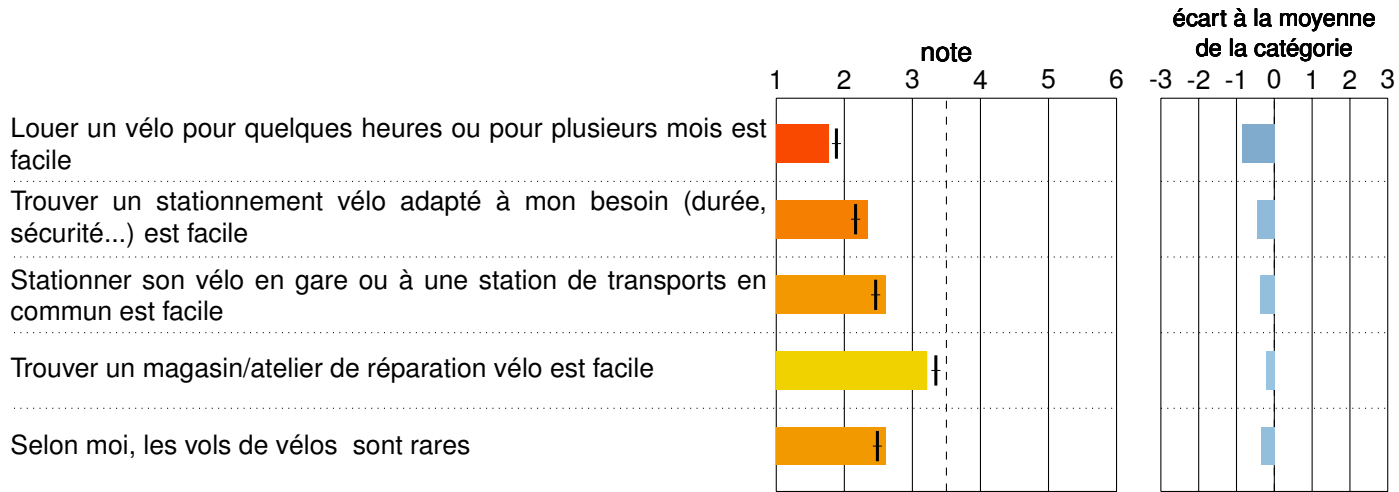 écart à la moyenne
note de la catégorie
1 2 3 4 5 6 -3 -2 -1 0 1 2 3
Louer un vélo pour quelques heures ou pour plusieurs mois est
facile
Trouver un stationnement vélo adapté à mon besoin (durée,
sécurité...) est facile
Stationner son vélo en gare ou à une station de transports en
commun est facile
Trouver un magasin/atelier de réparation vélo est facile
Selon moi, les vols de vélos sont rares